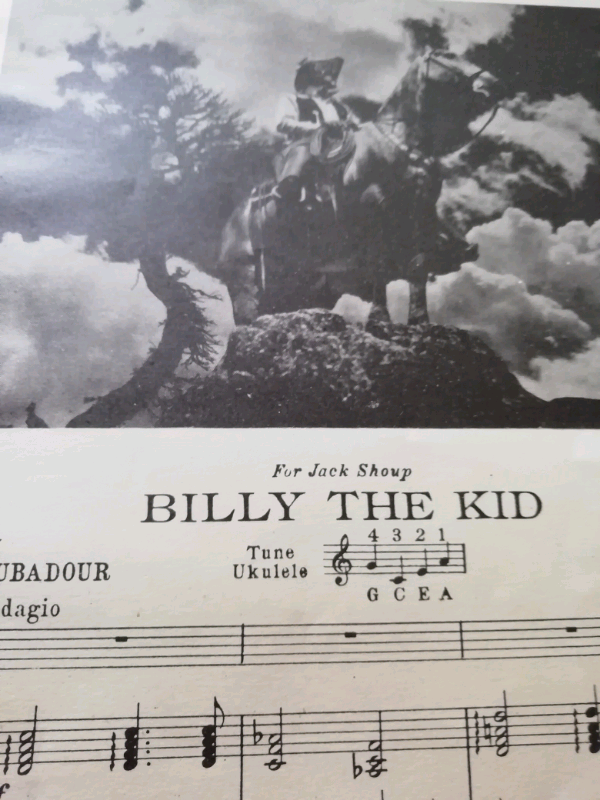 For Jack Shoup
BILLY THE KID
Tune
Ukulele
4 3 2 1
G C E A
UBADOUR
dagio
f